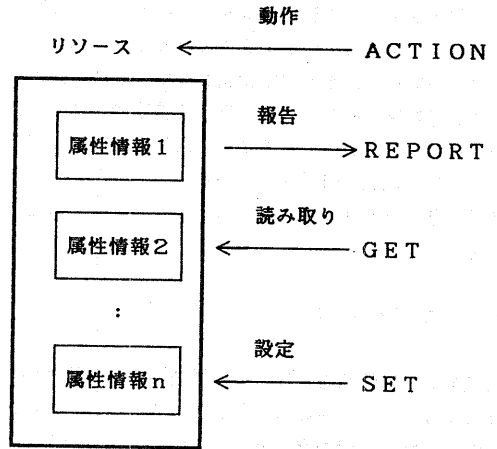 動作
リソース
ACTION
報告
属性情報1
REPORT
読み取り
属性情報2
GET
:
設定
属性情報n
SET